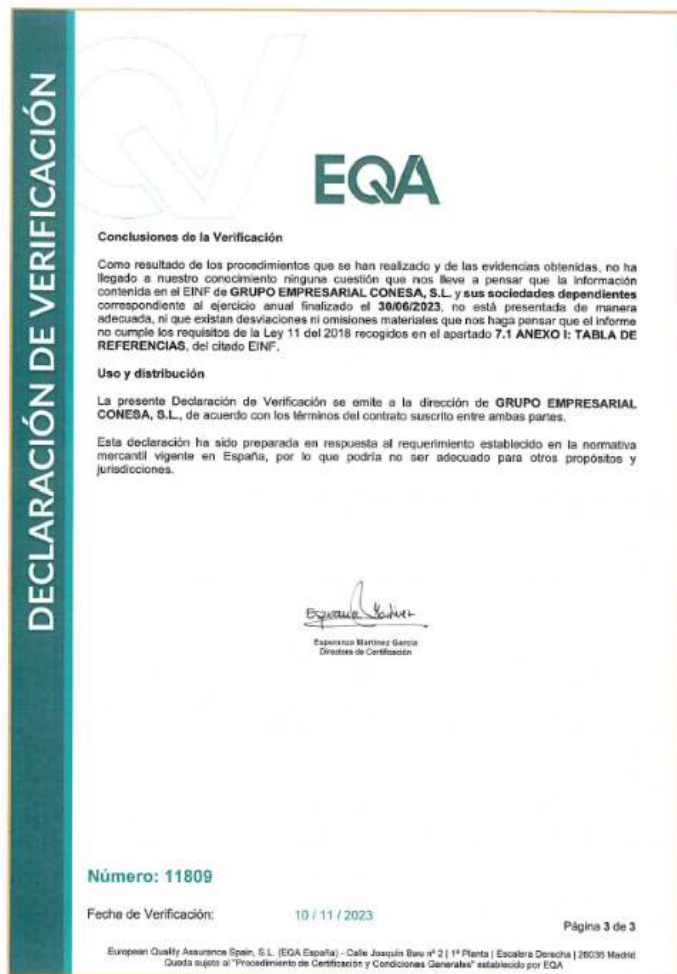 DECLARACIÓN DE VERIFICACIÓN
EQA
Conclusiones de la Verificación
Como resultado de los procedimientos que se han realizado y de las evidencias obtenidas, no ha
llegado a nuestro conocimiento ninguna cuestión que nos lleve a pensar que la información
contenida en el EINF de GRUPO EMPRESARIAL CONESA, S.L. y sus sociedades dependientes
correspondiente al ejercicio anual finalizado el 30/06/2023, no está presentada de manera
adecuada, ni que existan desviaciones ni omisiones materiales que nos haga pensar que el informe
no cumple los requisitos de la Ley 11 del 2018 recogidos en el apartado 7.1 ANEXO I: TABLA DE
REFERENCIAS, del citado EINF.
Uso y distribución
La presente Declaración de Verificación se emite a la dirección de GRUPO EMPRESARIAL
CONESA, S.L., de acuerdo con los términos del contrato suscrito entre ambas partes.
Esta declaración ha sido preparada en respuesta al requerimiento establecido en la normativa
mercantil vigente en España, por lo que podría no ser adecuado para otros propósitos y
jurisdicciones.
Esperanza Martínez
Esperanza Martínez García
Directora de Certificación
Número: 11809
Fecha de Verificación: 10 / 11 / 2023
Página 3 de 3
European Quality Assurance Spain, S.L. (EQA España) - Calle Joaquín Bau nº 2 | 1ª Planta | Escalera Derecha | 28036 Madrid
Queda sujeto al "Procedimiento de Certificación y Condiciones Generales" establecido por EQA